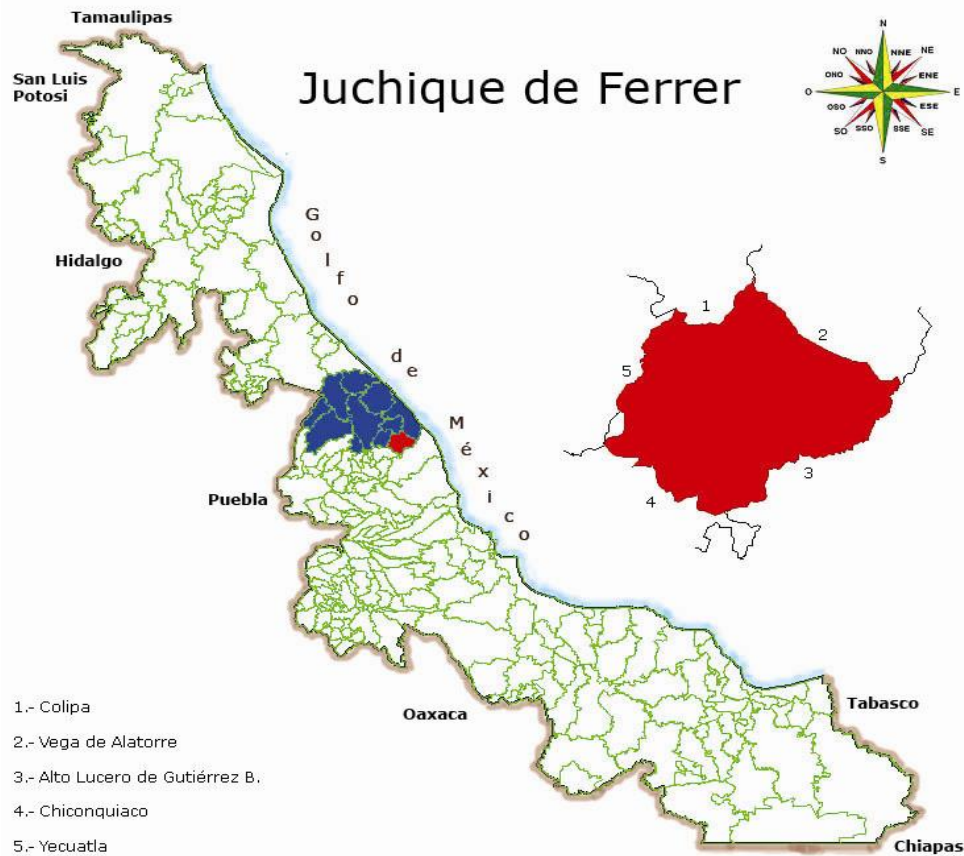 Tamaulipas
San Luis
Potosi
Juchique de Ferrer
N
NNO
NNE
NO
NE
ONO
ENE
O
E
OSO
ESE
SO
SSO
SSE
SE
S
Golfo de México
Hidalgo
1
2
5
3
4
Puebla
Oaxaca
Tabasco
Chiapas
1.- Colipa
2.- Vega de Alatorre
3.- Alto Lucero de Gutiérrez B.
4.- Chiconquiaco
5.- Yecuatla